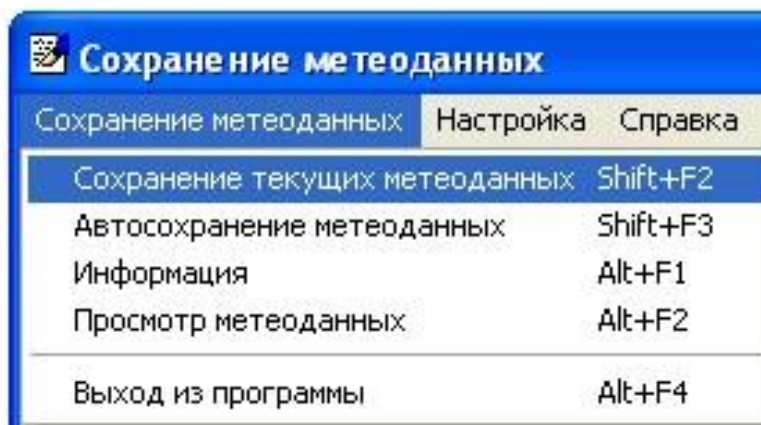 Сохранение метеоданных
Сохранение метеоданных Настройка Справка
Сохранение текущих метеоданных Shift+F2
Автосохранение метеоданных Shift+F3
Информация Alt+F1
Просмотр метеоданных Alt+F2
Выход из программы Alt+F4